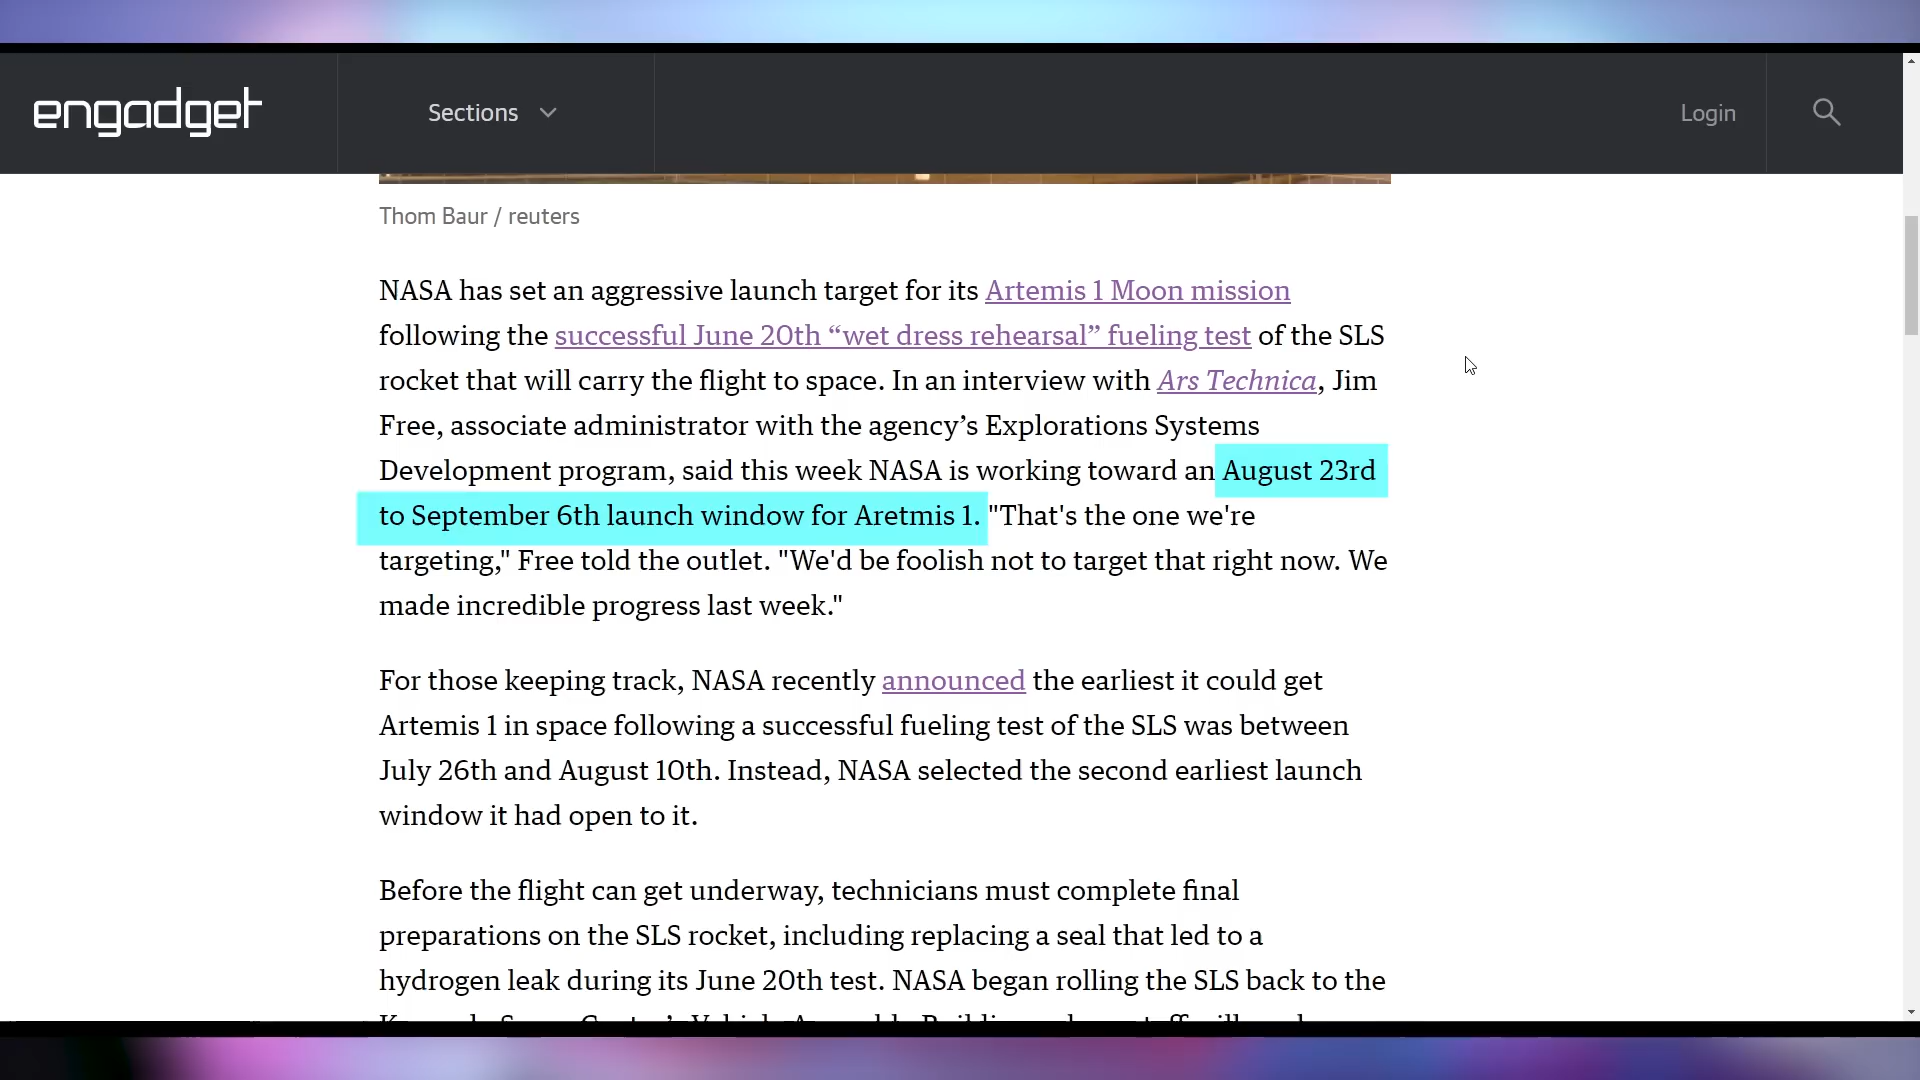 engadget
Sections
Login
Thom Baur / reuters
NASA has set an aggressive launch target for its Artemis 1 Moon mission
following the successful June 20th “wet dress rehearsal” fueling test of the SLS
rocket that will carry the flight to space. In an interview with Ars Technica, Jim
Free, associate administrator with the agency’s Explorations Systems
Development program, said this week NASA is working toward an August 23rd
to September 6th launch window for Aretmis 1. "That's the one we're
targeting," Free told the outlet. "We'd be foolish not to target that right now. We
made incredible progress last week."
For those keeping track, NASA recently announced the earliest it could get
Artemis 1 in space following a successful fueling test of the SLS was between
July 26th and August 10th. Instead, NASA selected the second earliest launch
window it had open to it.
Before the flight can get underway, technicians must complete final
preparations on the SLS rocket, including replacing a seal that led to a
hydrogen leak during its June 20th test. NASA began rolling the SLS back to the